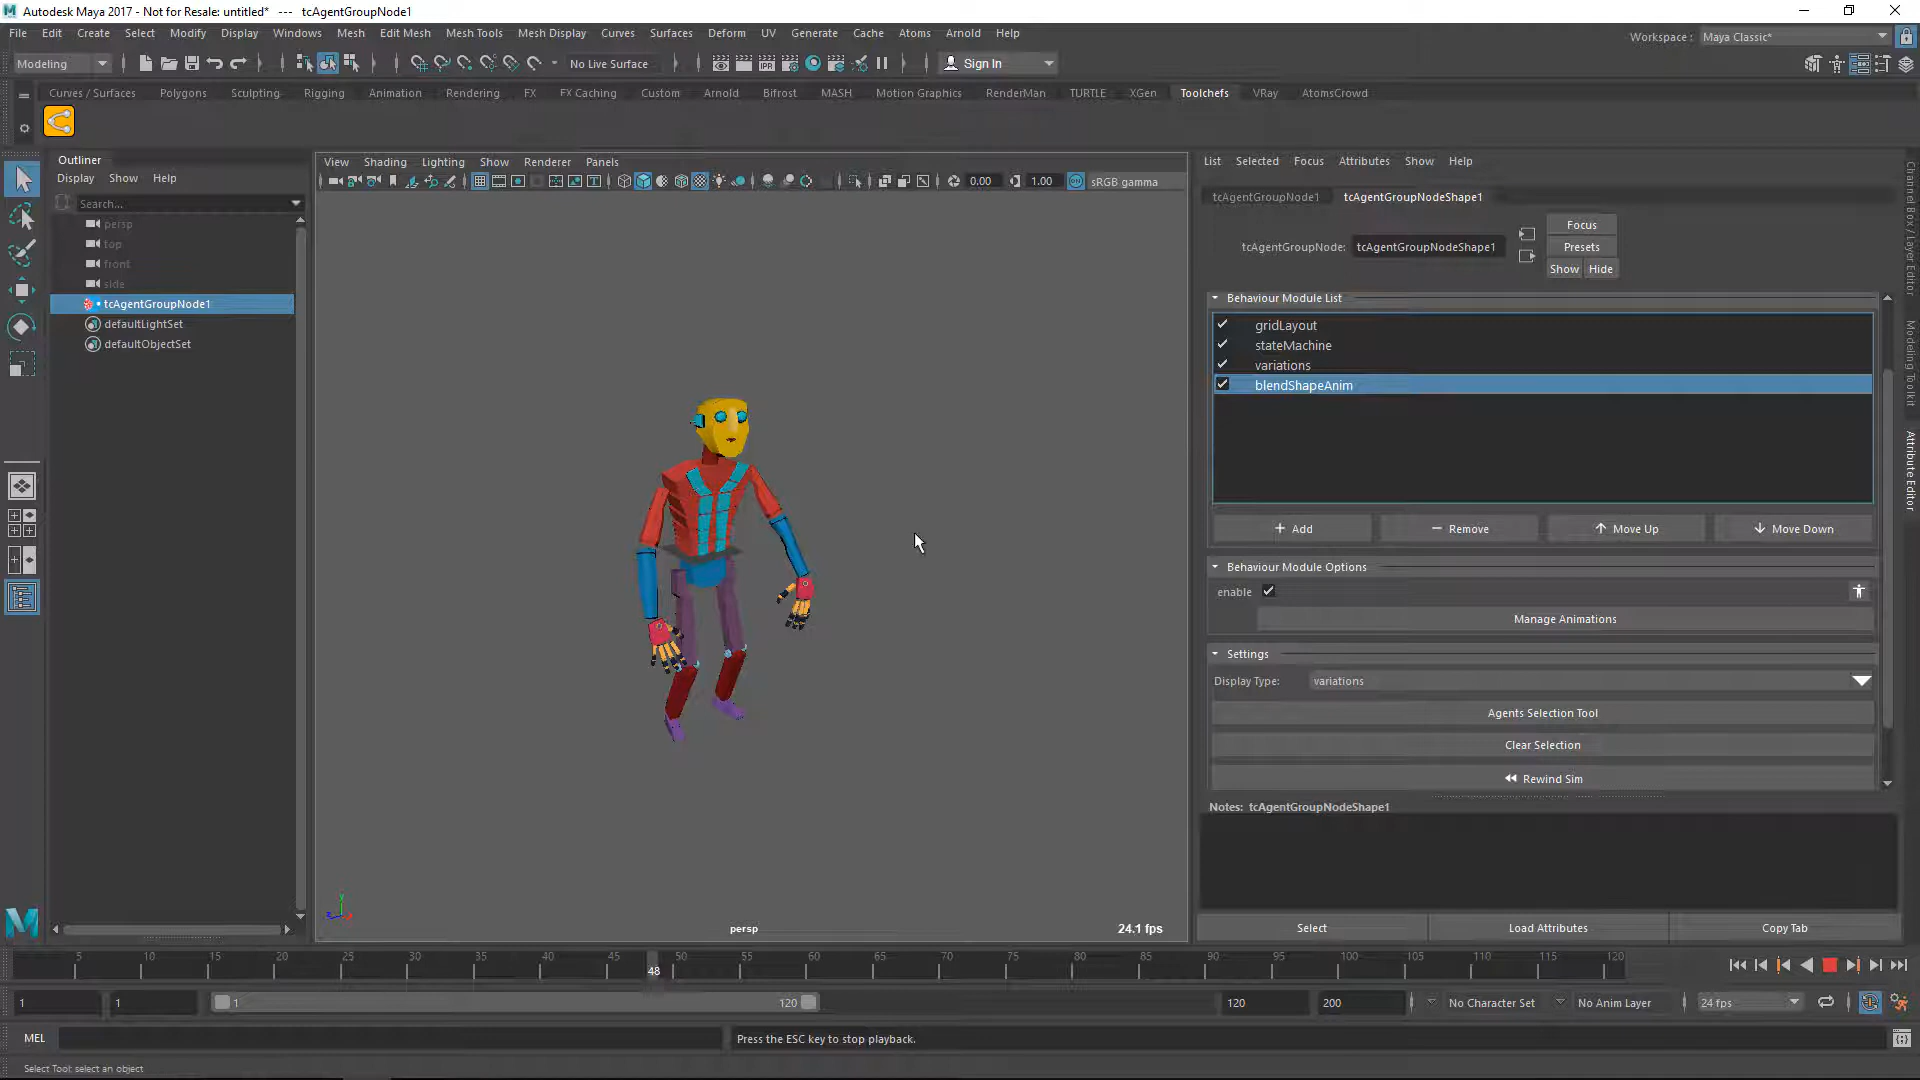 Autodesk Maya 2017 - Not for Resale: untitled*   ---   tcAgentGroupNode1
File Edit Create Select Modify Display Windows Mesh Edit Mesh Mesh Tools Mesh Display Curves Surfaces Deform UV Generate Cache Atoms Arnold Help
Workspace : Maya Classic*
Modeling No Live Surface Sign In
Curves / Surfaces Polygons Sculpting Rigging Animation Rendering FX FX Caching Custom Arnold Bifrost MASH Motion Graphics RenderMan TURTLE XGen Toolchefs VRay AtomsCrowd
Outliner
Display Show Help
Search...
persp
top
front
side
tcAgentGroupNode1
defaultLightSet
defaultObjectSet
View Shading Lighting Show Renderer Panels
IPR
0.00 1.00 ON sRGB gamma
persp
24.1 fps
List Selected Focus Attributes Show Help
tcAgentGroupNode1 tcAgentGroupNodeShape1
tcAgentGroupNode: tcAgentGroupNodeShape1
Focus
Presets
Show Hide
Behaviour Module List
gridLayout
stateMachine
variations
blendShapeAnim
+ Add − Remove Move Up Move Down
Behaviour Module Options
enable
Manage Animations
Settings
Display Type: variations
Agents Selection Tool
Clear Selection
Rewind Sim
Notes: tcAgentGroupNodeShape1
Select Load Attributes Copy Tab
Channel Box / Layer Editor
Modeling Toolkit
Attribute Editor
5 10 15 20 25 30 35 40 45 50 55 60 65 70 75 80 85 90 95 100 105 110 115 120
48
1 1 1 120 120 200 No Character Set No Anim Layer 24 fps
MEL Press the ESC key to stop playback.
Select Tool: select an object